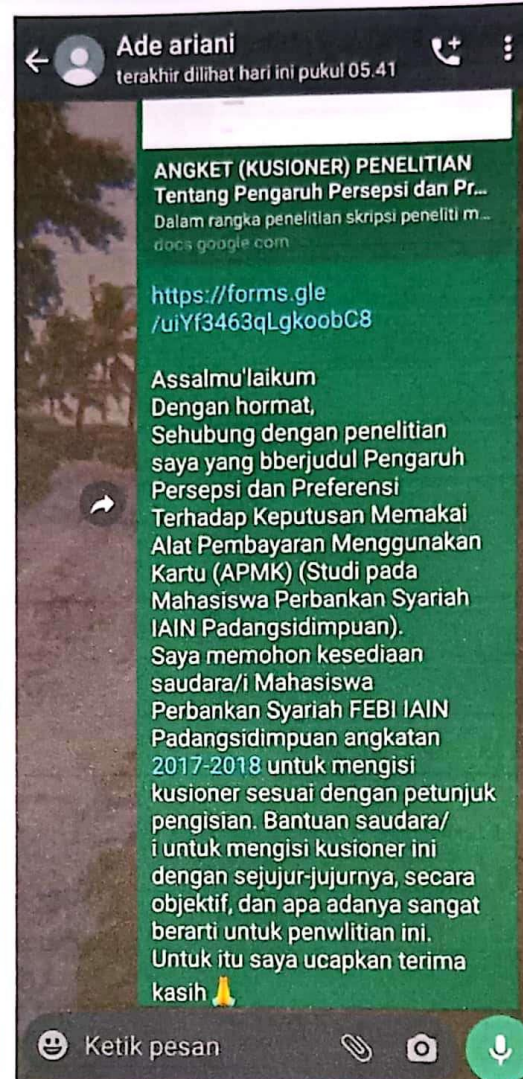 Ade ariani
terakhir dilihat hari ini pukul 05.41
ANGKET (KUSIONER) PENELITIAN
Tentang Pengaruh Persepsi dan Pr...
Dalam rangka penelitian skripsi peneliti m...
docs.google.com
https://forms.gle
/uiYf3463qLgkoobC8
Assalmu'laikum
Dengan hormat,
Sehubung dengan penelitian
saya yang bberjudul Pengaruh
Persepsi dan Preferensi
Terhadap Keputusan Memakai
Alat Pembayaran Menggunakan
Kartu (APMK) (Studi pada
Mahasiswa Perbankan Syariah
IAIN Padangsidimpuan).
Saya memohon kesediaan
saudara/i Mahasiswa
Perbankan Syariah FEBI IAIN
Padangsidimpuan angkatan
2017-2018 untuk mengisi
kusioner sesuai dengan petunjuk
pengisian. Bantuan saudara/
i untuk mengisi kusioner ini
dengan sejujur-jujurnya, secara
objektif, dan apa adanya sangat
berarti untuk penwlitian ini.
Untuk itu saya ucapkan terima
kasih 🙏
Ketik pesan